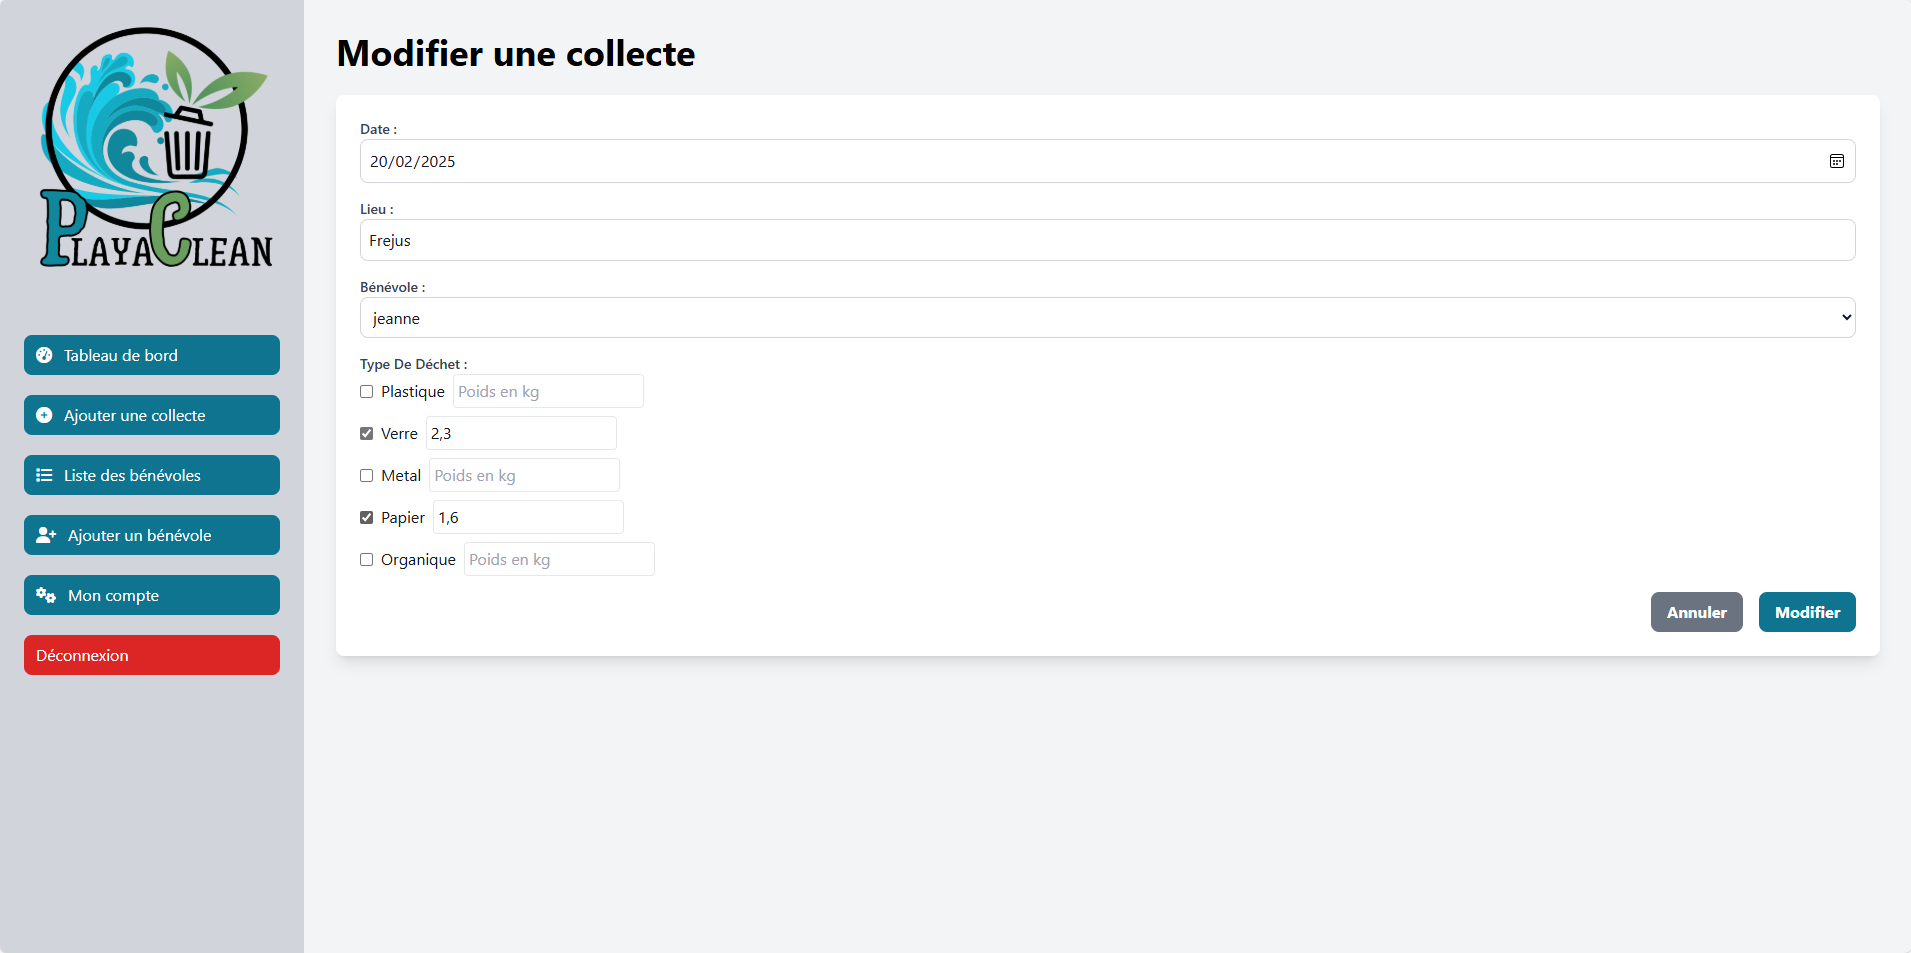 PlayaClean
Tableau de bord
Ajouter une collecte
Liste des bénévoles
Ajouter un bénévole
Mon compte
Déconnexion
Modifier une collecte
Date :
20/02/2025
Lieu :
Frejus
Bénévole :
jeanne
Type De Déchet :
Plastique Poids en kg
Verre 2,3
Metal Poids en kg
Papier 1,6
Organique Poids en kg
Annuler Modifier